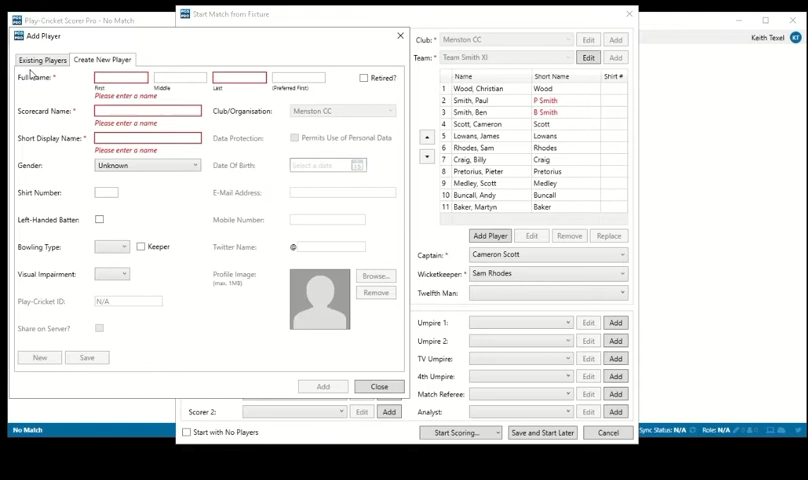 Play-Cricket Scorer Pro - No Match
Keith Texel KT
Start Match from Fixture
Add Player
Existing Players Create New Player
Full Name: *
First Middle Last (Preferred First)
Retired?
Please enter a name
Scorecard Name: *
Please enter a name
Club/Organisation: Menston CC
Short Display Name: *
Please enter a name
Data Protection: Permits Use of Personal Data
Gender: Unknown
Date Of Birth: Select a date
Shirt Number:
E-Mail Address:
Left-Handed Batter:
Mobile Number:
Bowling Type: Keeper
Twitter Name: @
Visual Impairment:
Profile Image:
(max. 1MB)
Browse...
Remove
Play-Cricket ID: N/A
Share on Server?
New Save
Add Close
Club: * Menston CC Edit Add
Team: * Team Smith XI Edit Add
Name Short Name Shirt #
1 Wood, Christian Wood
2 Smith, Paul P Smith
3 Smith, Ben B Smith
4 Scott, Cameron Scott
5 Lowans, James Lowans
6 Rhodes, Sam Rhodes
7 Craig, Billy Craig
8 Pretorius, Pieter Pretorius
9 Medley, Scott Medley
10 Buncall, Andy Buncall
11 Baker, Martyn Baker
Add Player Edit Remove Replace
Captain: * Cameron Scott
Wicketkeeper: * Sam Rhodes
Twelfth Man:
Umpire 1: Edit Add
Umpire 2: Edit Add
TV Umpire: Edit Add
4th Umpire: Edit Add
Match Referee: Edit Add
Scorer 2: Edit Add
Analyst: Edit Add
Start with No Players
Start Scoring... Save and Start Later Cancel
No Match
Sync Status: N/A Role: N/A